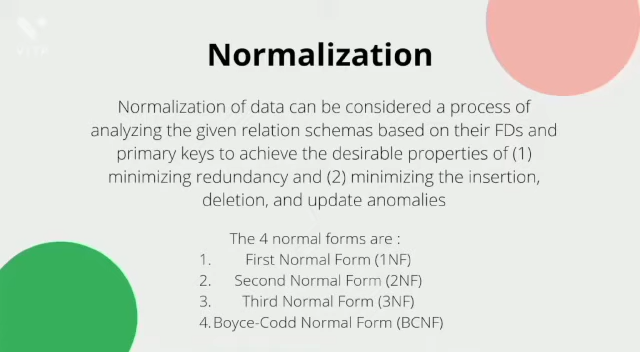 Normalization
Normalization of data can be considered a process of
analyzing the given relation schemas based on their FDs and
primary keys to achieve the desirable properties of (1)
minimizing redundancy and (2) minimizing the insertion,
deletion, and update anomalies
The 4 normal forms are :
1. First Normal Form (1NF)
2. Second Normal Form (2NF)
3. Third Normal Form (3NF)
4. Boyce-Codd Normal Form (BCNF)